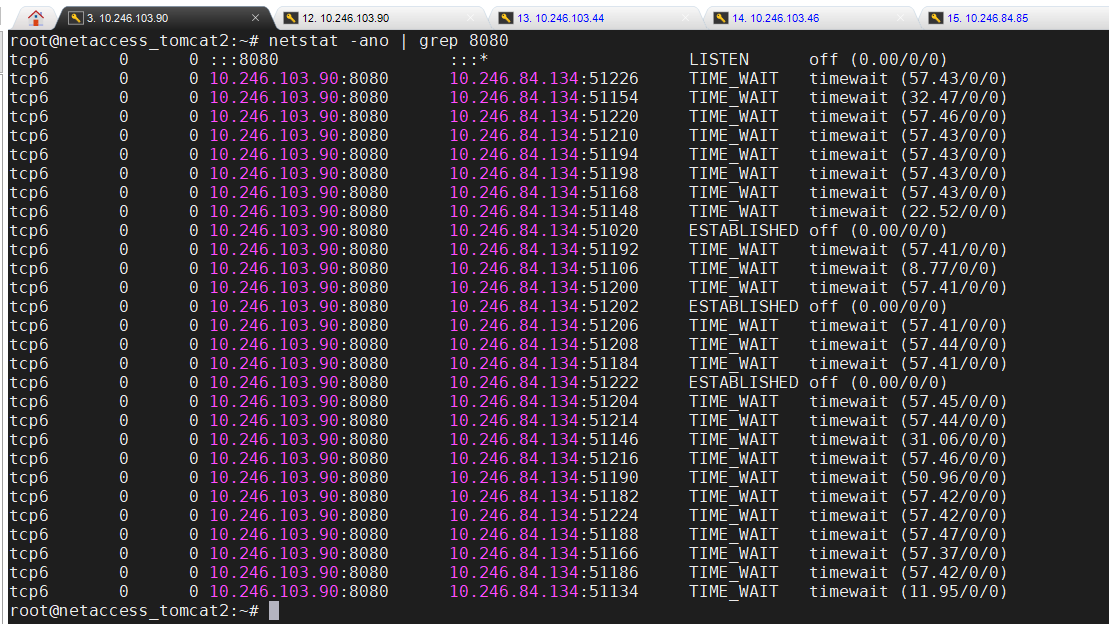 3. 10.246.103.90 × 12. 10.246.103.90 × 13. 10.246.103.44 × 14. 10.246.103.46 × 15. 10.246.84.85
root@netaccess_tomcat2:~# netstat -ano | grep 8080
tcp6 0 0 :::8080 :::* LISTEN off (0.00/0/0)
tcp6 0 0 10.246.103.90:8080 10.246.84.134:51226 TIME_WAIT timewait (57.43/0/0)
tcp6 0 0 10.246.103.90:8080 10.246.84.134:51154 TIME_WAIT timewait (32.47/0/0)
tcp6 0 0 10.246.103.90:8080 10.246.84.134:51220 TIME_WAIT timewait (57.46/0/0)
tcp6 0 0 10.246.103.90:8080 10.246.84.134:51210 TIME_WAIT timewait (57.43/0/0)
tcp6 0 0 10.246.103.90:8080 10.246.84.134:51194 TIME_WAIT timewait (57.43/0/0)
tcp6 0 0 10.246.103.90:8080 10.246.84.134:51198 TIME_WAIT timewait (57.43/0/0)
tcp6 0 0 10.246.103.90:8080 10.246.84.134:51168 TIME_WAIT timewait (57.43/0/0)
tcp6 0 0 10.246.103.90:8080 10.246.84.134:51148 TIME_WAIT timewait (22.52/0/0)
tcp6 0 0 10.246.103.90:8080 10.246.84.134:51020 ESTABLISHED off (0.00/0/0)
tcp6 0 0 10.246.103.90:8080 10.246.84.134:51192 TIME_WAIT timewait (57.41/0/0)
tcp6 0 0 10.246.103.90:8080 10.246.84.134:51106 TIME_WAIT timewait (8.77/0/0)
tcp6 0 0 10.246.103.90:8080 10.246.84.134:51200 TIME_WAIT timewait (57.41/0/0)
tcp6 0 0 10.246.103.90:8080 10.246.84.134:51202 ESTABLISHED off (0.00/0/0)
tcp6 0 0 10.246.103.90:8080 10.246.84.134:51206 TIME_WAIT timewait (57.41/0/0)
tcp6 0 0 10.246.103.90:8080 10.246.84.134:51208 TIME_WAIT timewait (57.44/0/0)
tcp6 0 0 10.246.103.90:8080 10.246.84.134:51184 TIME_WAIT timewait (57.41/0/0)
tcp6 0 0 10.246.103.90:8080 10.246.84.134:51222 ESTABLISHED off (0.00/0/0)
tcp6 0 0 10.246.103.90:8080 10.246.84.134:51204 TIME_WAIT timewait (57.45/0/0)
tcp6 0 0 10.246.103.90:8080 10.246.84.134:51214 TIME_WAIT timewait (57.44/0/0)
tcp6 0 0 10.246.103.90:8080 10.246.84.134:51146 TIME_WAIT timewait (31.06/0/0)
tcp6 0 0 10.246.103.90:8080 10.246.84.134:51216 TIME_WAIT timewait (57.46/0/0)
tcp6 0 0 10.246.103.90:8080 10.246.84.134:51190 TIME_WAIT timewait (50.96/0/0)
tcp6 0 0 10.246.103.90:8080 10.246.84.134:51182 TIME_WAIT timewait (57.42/0/0)
tcp6 0 0 10.246.103.90:8080 10.246.84.134:51224 TIME_WAIT timewait (57.42/0/0)
tcp6 0 0 10.246.103.90:8080 10.246.84.134:51188 TIME_WAIT timewait (57.47/0/0)
tcp6 0 0 10.246.103.90:8080 10.246.84.134:51166 TIME_WAIT timewait (57.37/0/0)
tcp6 0 0 10.246.103.90:8080 10.246.84.134:51186 TIME_WAIT timewait (57.42/0/0)
tcp6 0 0 10.246.103.90:8080 10.246.84.134:51134 TIME_WAIT timewait (11.95/0/0)
root@netaccess_tomcat2:~#